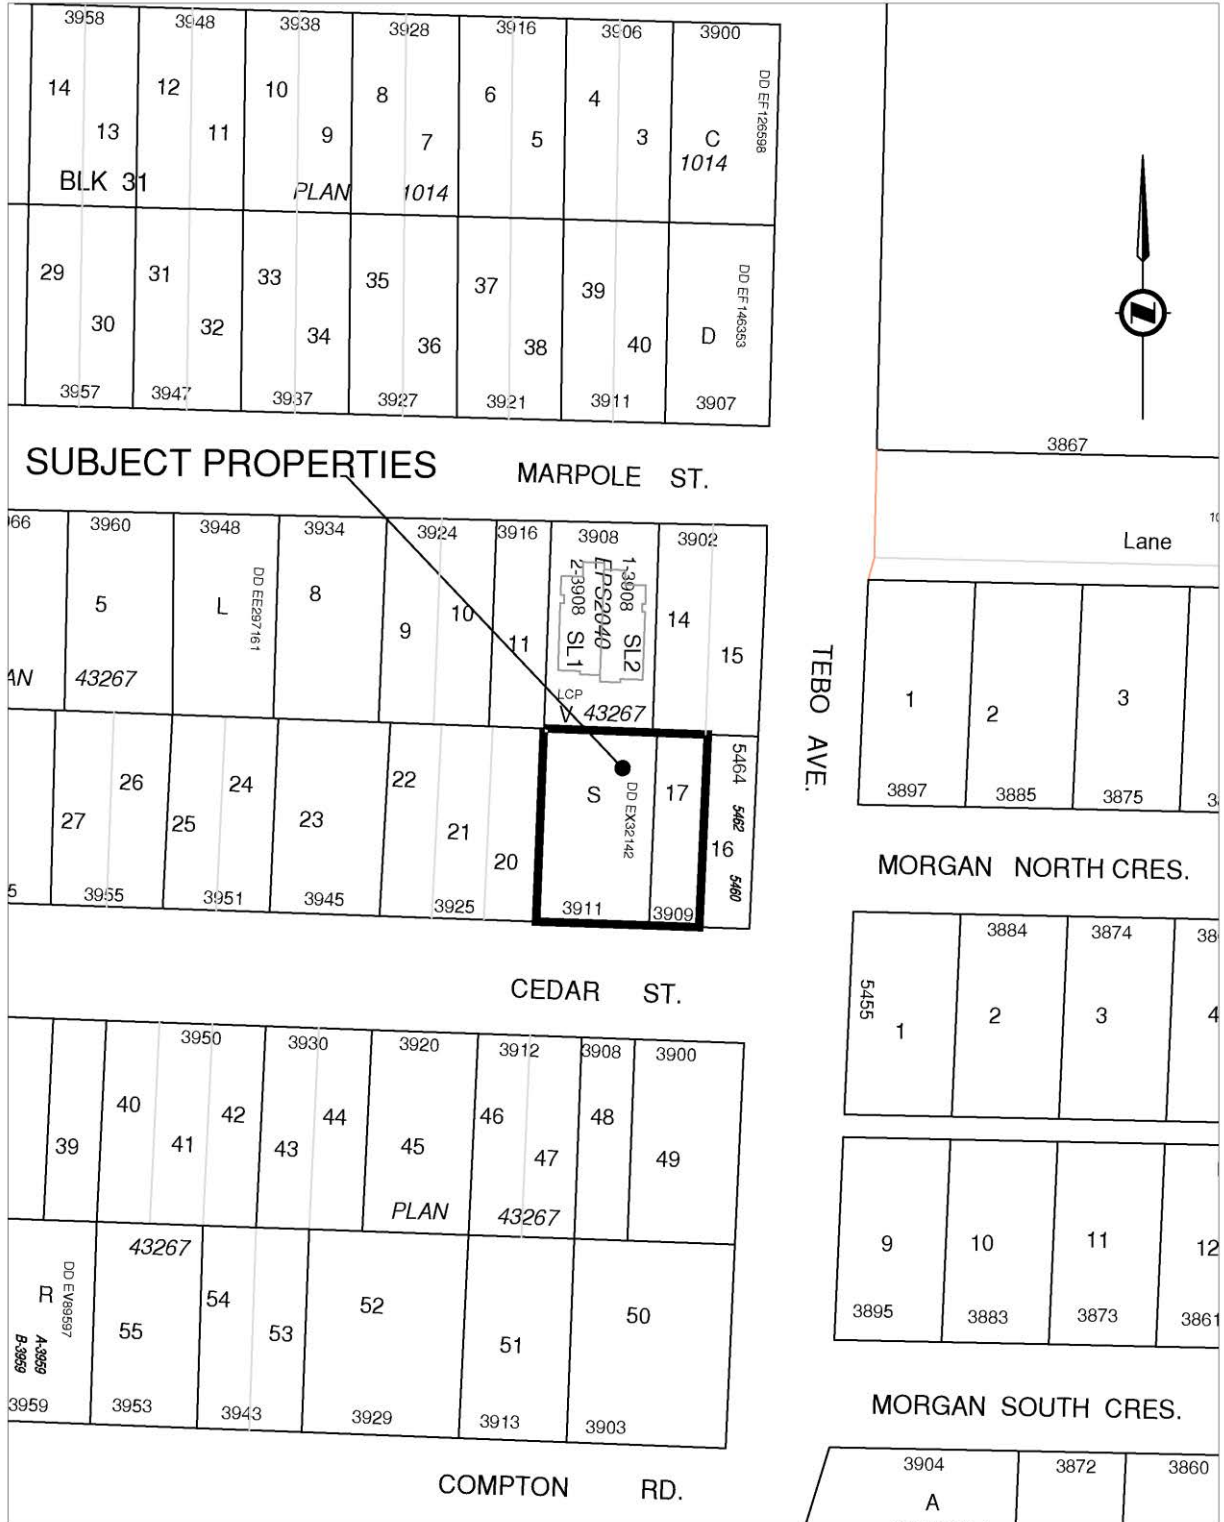 3958 3948 3938 3928 3916 3906 3900
14 12 10 8 6 4 DD EF126598
13 11 9 7 5 3 C
1014
BLK 31 PLAN 1014
29 31 33 35 37 39 DD EF146353
30 32 34 36 38 40 D
3957 3947 3937 3927 3921 3911 3907
3867
SUBJECT PROPERTIES MARPOLE ST.
Lane
3960 3948 3934 3924 3916 3908 3902
5 L DD EE297161 8 9 10 11 14 15
1-3908 SL2
EPS2040
2-3908 SL1
43267
LCP
V 43267
TEBO AVE.
1 2 3
3897 3885 3875
27 26 25 24 23 22 21 20 S DD EX32142 17 16
5464 5462 5460
3955 3951 3945 3925 3911 3909
MORGAN NORTH CRES.
3884 3874
5455 1 2 3 4
CEDAR ST.
3950 3930 3920 3912 3908 3900
39 40 41 42 43 44 45 46 47 48 49
PLAN 43267
43267
R DD EV89597
A-3959
B-3959
55 54 53 52 51 50
3959 3953 3943 3929 3913 3903
9 10 11 12
3895 3883 3873 3861
MORGAN SOUTH CRES.
COMPTON RD.
3904 3872 3860
A